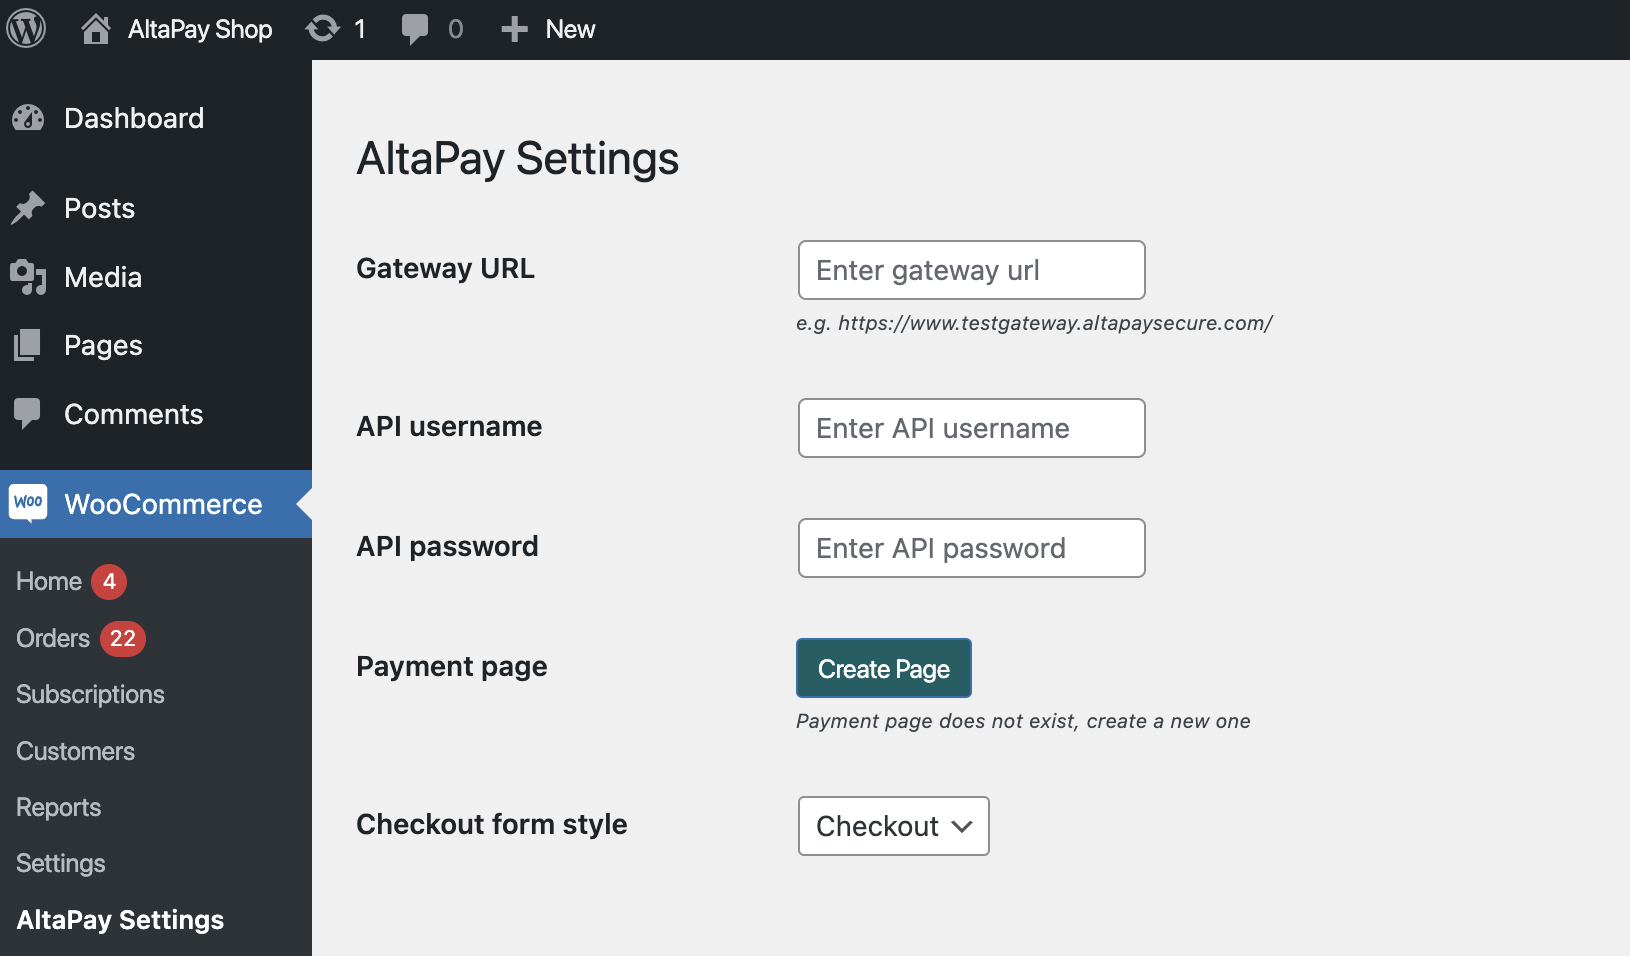 AltaPay Shop 1 0 New
Dashboard
Posts
Media
Pages
Comments
Woo WooCommerce
Home 4
Orders 22
Subscriptions
Customers
Reports
Settings
AltaPay Settings
AltaPay Settings
Gateway URL Enter gateway url
e.g. https://www.testgateway.altapaysecure.com/
API username Enter API username
API password Enter API password
Payment page Create Page
Payment page does not exist, create a new one
Checkout form style Checkout